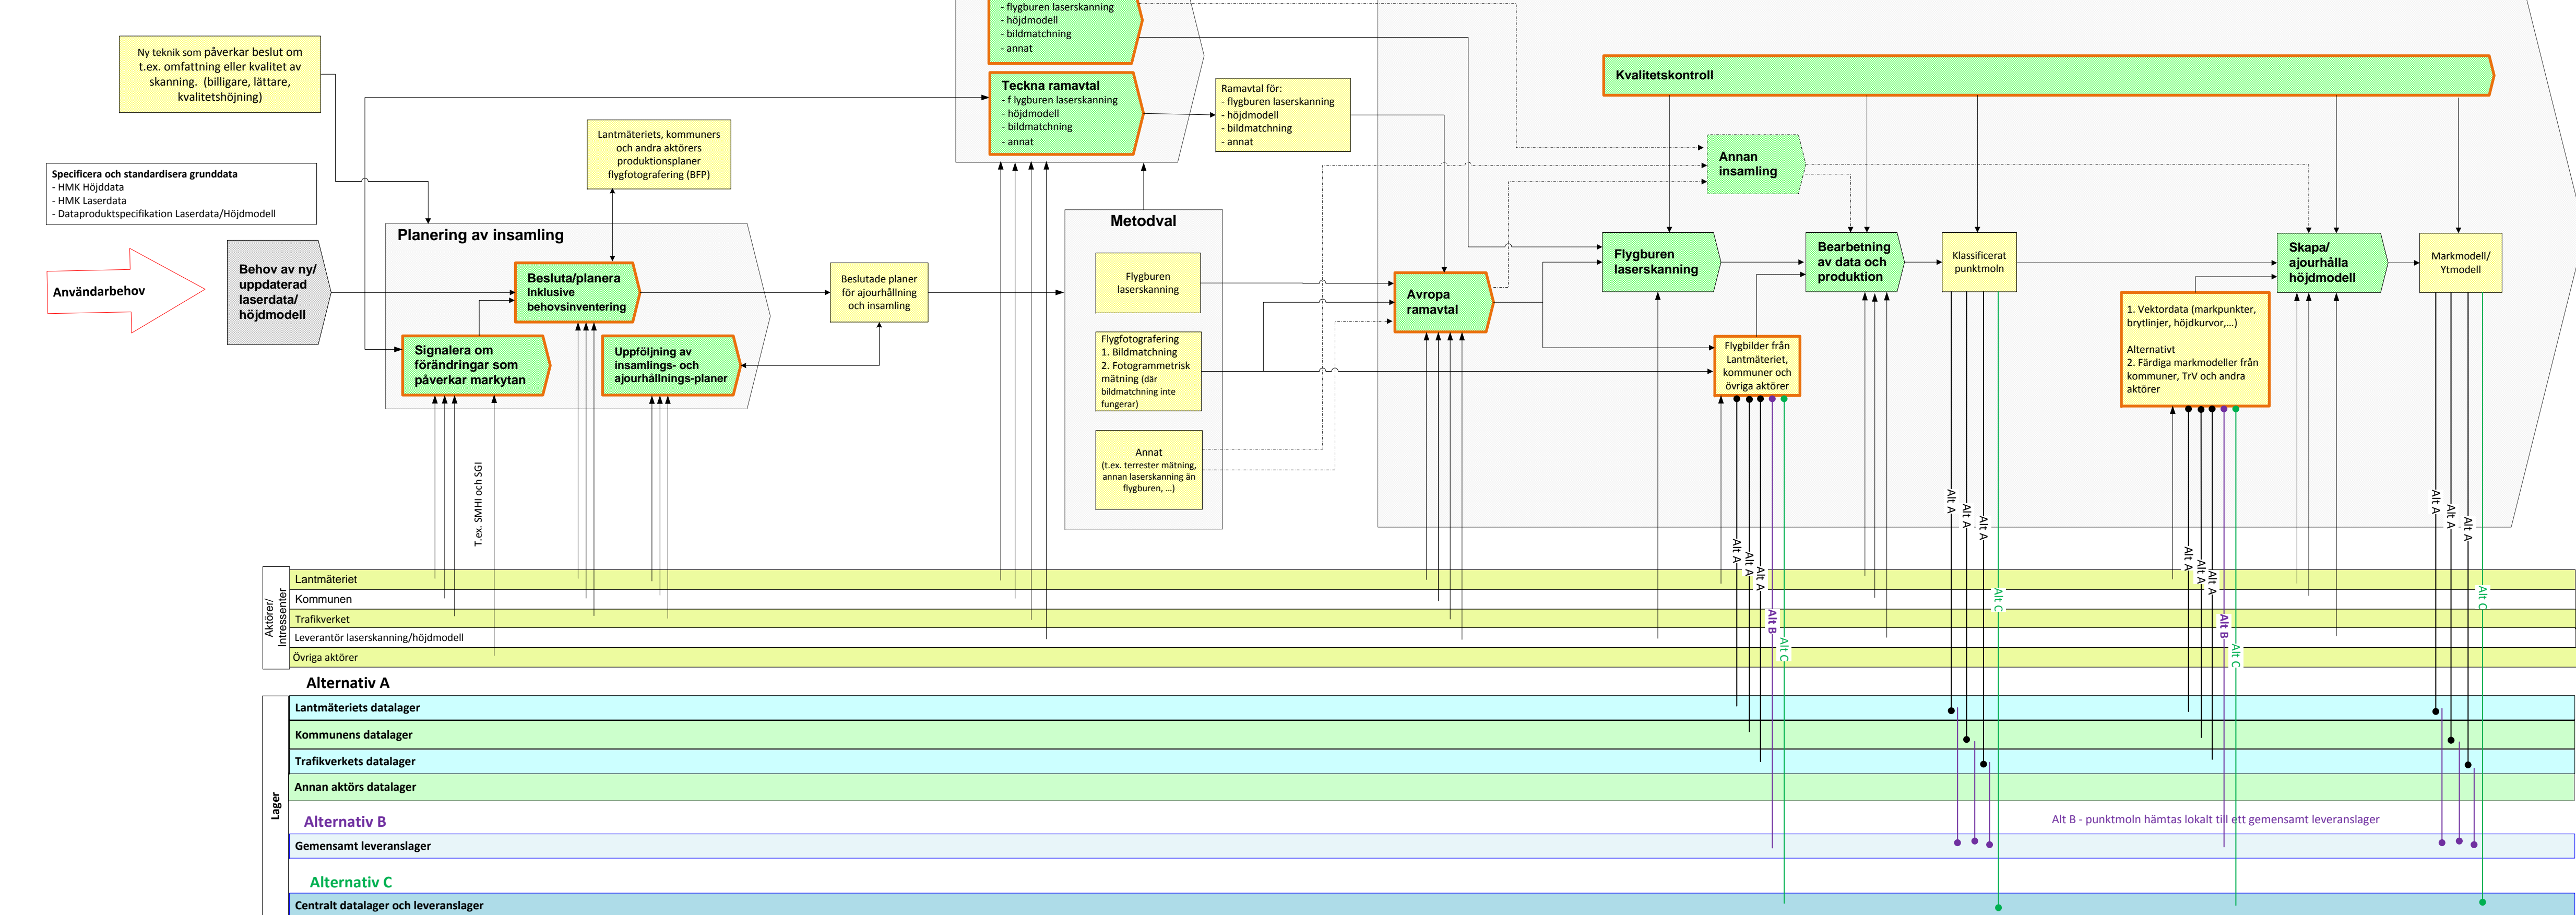 - flygburen laserskanning
- höjdmodell
- bildmatchning
- annat
Ny teknik som påverkar beslut om
t.ex. omfattning eller kvalitet av
skanning.  (billigare, lättare,
kvalitetshöjning)
Kvalitetskontroll
Teckna ramavtal
- f lygburen laserskanning
- höjdmodell
- bildmatchning
- annat
Ramavtal för:
- flygburen laserskanning
- höjdmodell
- bildmatchning
- annat
Lantmäteriets, kommuners
och andra aktörers
produktionsplaner
flygfotografering (BFP)
Annan
insamling
Specificera och standardisera grunddata
- HMK Höjddata
- HMK Laserdata
- Dataproduktspecifikation Laserdata/Höjdmodell
Planering av insamling
Metodval
Användarbehov
Behov av ny/
uppdaterad
laserdata/
höjdmodell
Besluta/planera
Inklusive
behovsinventering
Signalera om
förändringar som
påverkar markytan
Uppföljning av
insamlings- och
ajourhållnings-planer
Beslutade planer
för ajourhållning
och insamling
Flygburen
laserskanning
Flygfotografering
1. Bildmatchning
2. Fotogrammetrisk
mätning (där
bildmatchning inte
fungerar)
Annat
(t.ex. terrester mätning,
annan laserskanning än
flygburen, ...)
Avropa
ramavtal
Flygburen
laserskanning
Bearbetning
av data och
produktion
Klassificerat
punktmoln
Flygbilder från
Lantmäteriet,
kommuner och
övriga aktörer
1. Vektordata (markpunkter,
brytlinjer, höjdkurvor,...)
Alternativt
2. Färdiga markmodeller från
kommuner, TrV och andra
aktörer
Skapa/
ajourhålla
höjdmodell
Markmodell/
Ytmodell
T.ex. SMHI och SGI
Alt A
Alt A
Alt A
Alt B
Alt C
Alt A
Alt A
Alt A
Alt C
Alt A
Alt A
Alt A
Alt B
Alt C
Alt A
Alt A
Alt A
Alt C
Aktörer/
Intressenter
Lantmäteriet
Kommunen
Trafikverket
Leverantör laserskanning/höjdmodell
Övriga aktörer
Alternativ A
Lager
Lantmäteriets datalager
Kommunens datalager
Trafikverkets datalager
Annan aktörs datalager
Alternativ B
Alt B - punktmoln hämtas lokalt till ett gemensamt leveranslager
Gemensamt leveranslager
Alternativ C
Centralt datalager och leveranslager